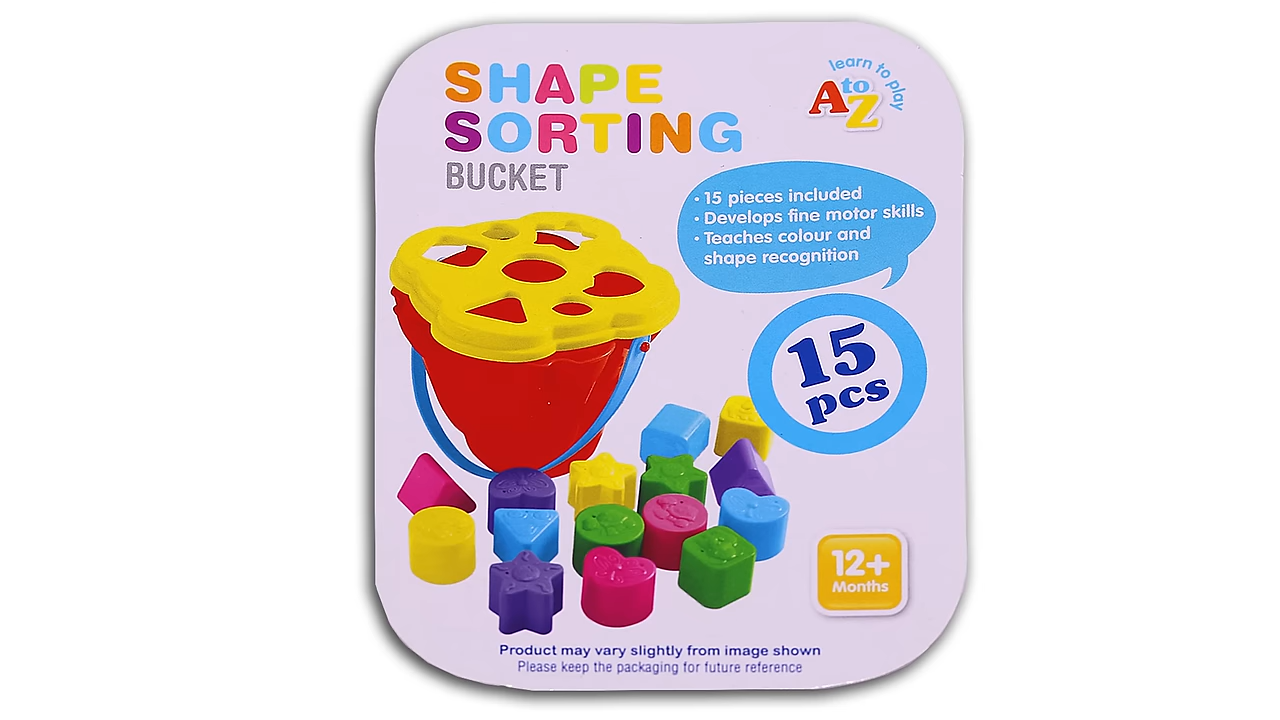 SHAPE
SORTING
BUCKET
learn to play
A to Z
• 15 pieces included
• Develops fine motor skills
• Teaches colour and
shape recognition
15
pcs
12+
Months
Product may vary slightly from image shown
Please keep the packaging for future reference